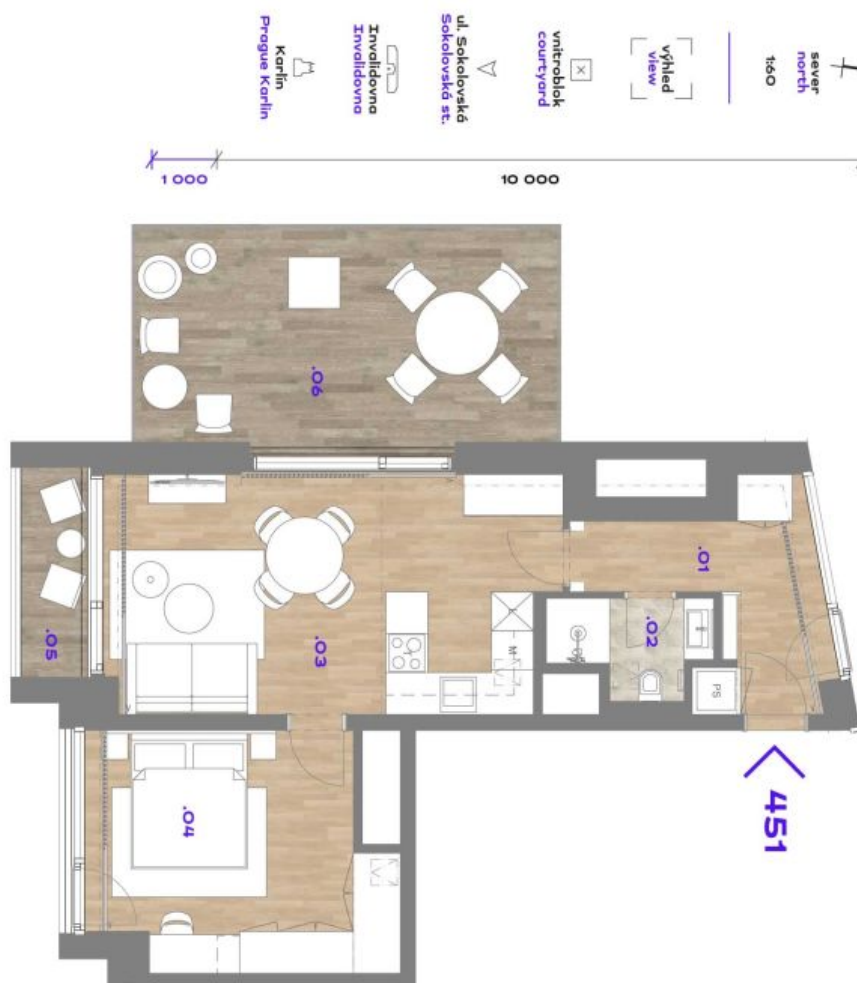 sever
north
1:60
výhled
view
vnitroblok
courtyard
ul. Sokolovská
Sokolovská st.
Invalidovna
Invalidovna
Karlín
Prague Karlin
1 000
10 000
.06
.01
.02
.05
.03
M
PS
.04
451